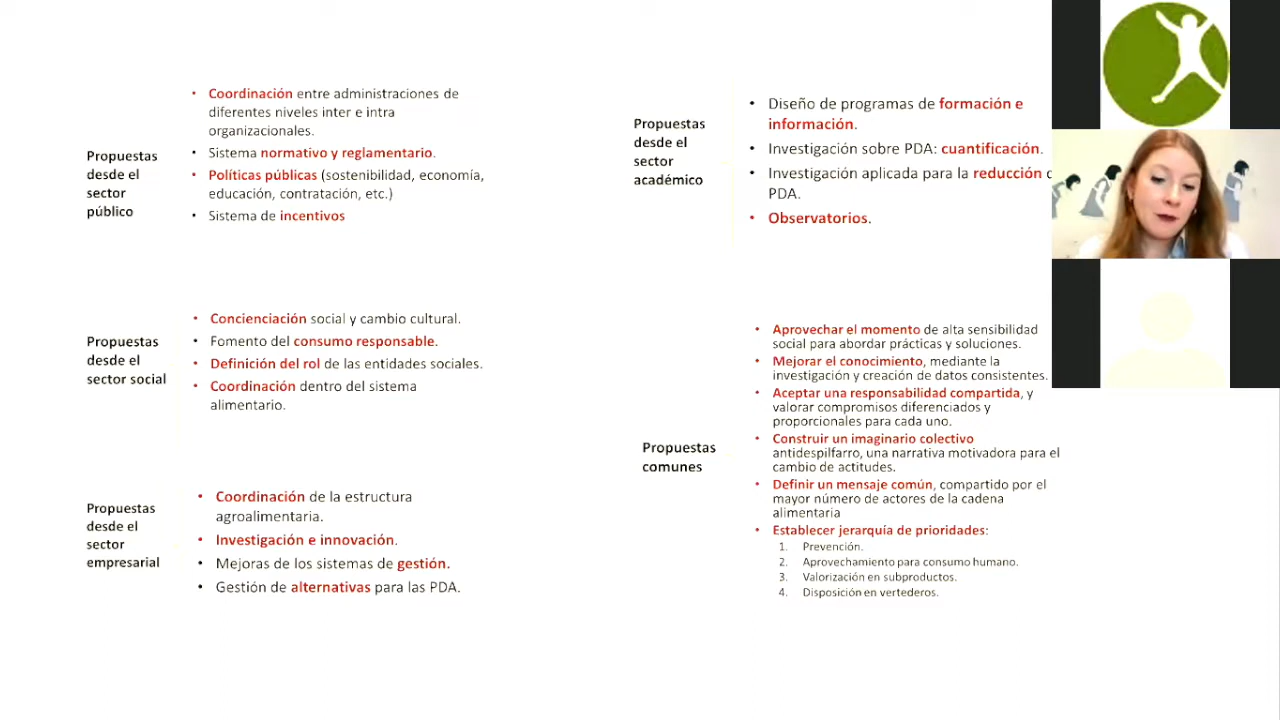 Propuestas
desde el
sector
público
• Coordinación entre administraciones de
diferentes niveles inter e intra
organizacionales.
• Sistema normativo y reglamentario.
• Políticas públicas (sostenibilidad, economía,
educación, contratación, etc.)
• Sistema de incentivos
Propuestas
desde el
sector social
• Concienciación social y cambio cultural.
• Fomento del consumo responsable.
• Definición del rol de las entidades sociales.
• Coordinación dentro del sistema
alimentario.
Propuestas
desde el
sector
empresarial
• Coordinación de la estructura
agroalimentaria.
• Investigación e innovación.
• Mejoras de los sistemas de gestión.
• Gestión de alternativas para las PDA.
Propuestas
desde el
sector
académico
• Diseño de programas de formación e
información.
• Investigación sobre PDA: cuantificación.
• Investigación aplicada para la reducción
PDA.
• Observatorios.
Propuestas
comunes
• Aprovechar el momento de alta sensibilidad
social para abordar prácticas y soluciones.
• Mejorar el conocimiento, mediante la
investigación y creación de datos consistentes.
• Aceptar una responsabilidad compartida, y
valorar compromisos diferenciados y
proporcionales para cada uno.
• Construir un imaginario colectivo
antidespilfarro, una narrativa motivadora para el
cambio de actitudes.
• Definir un mensaje común, compartido por el
mayor número de actores de la cadena
alimentaria
• Establecer jerarquía de prioridades:
1. Prevención.
2. Aprovechamiento para consumo humano.
3. Valorización en subproductos.
4. Disposición en vertederos.